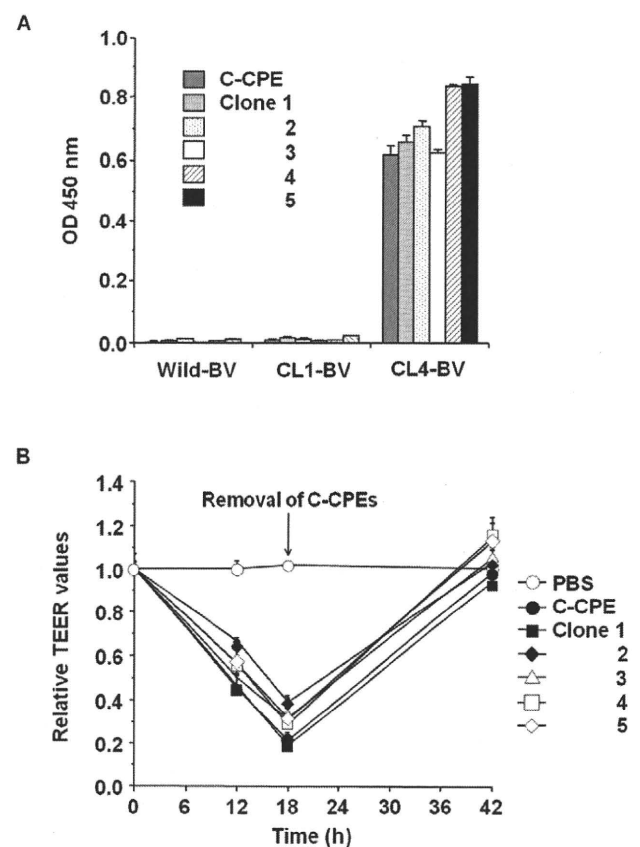 A
1.0
0.8
0.6
0.4
0.2
0.0
OD 450 nm
C-CPE
Clone 1
2
3
4
5
Wild-BV
CL1-BV
CL4-BV
B
1.4
1.2
1.0
0.8
0.6
0.4
0.2
0.0
Relative TEER values
Removal of C-CPEs
0
6
12
18
24
30
36
42
Time (h)
PBS
C-CPE
Clone 1
2
3
4
5